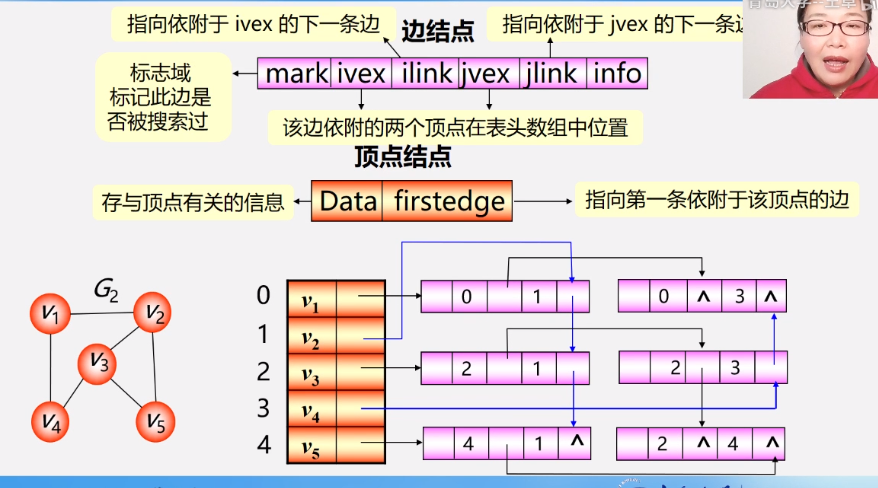 青岛大学-王卓
指向依附于 ivex 的下一条边
边结点
指向依附于 jvex 的下一条边
标志域
标记此边是
否被搜索过
mark ivex ilink jvex jlink info
该边依附的两个顶点在表头数组中位置
顶点结点
存与顶点有关的信息
Data firstedge
指向第一条依附于该顶点的边
G2
v1
v2
v3
v4
v5
0 v1 0 1 0 ∧ 3 ∧
1 v2
2 v3 2 1 2 3
3 v4
4 v5 4 1 ∧ 2 ∧ 4 ∧